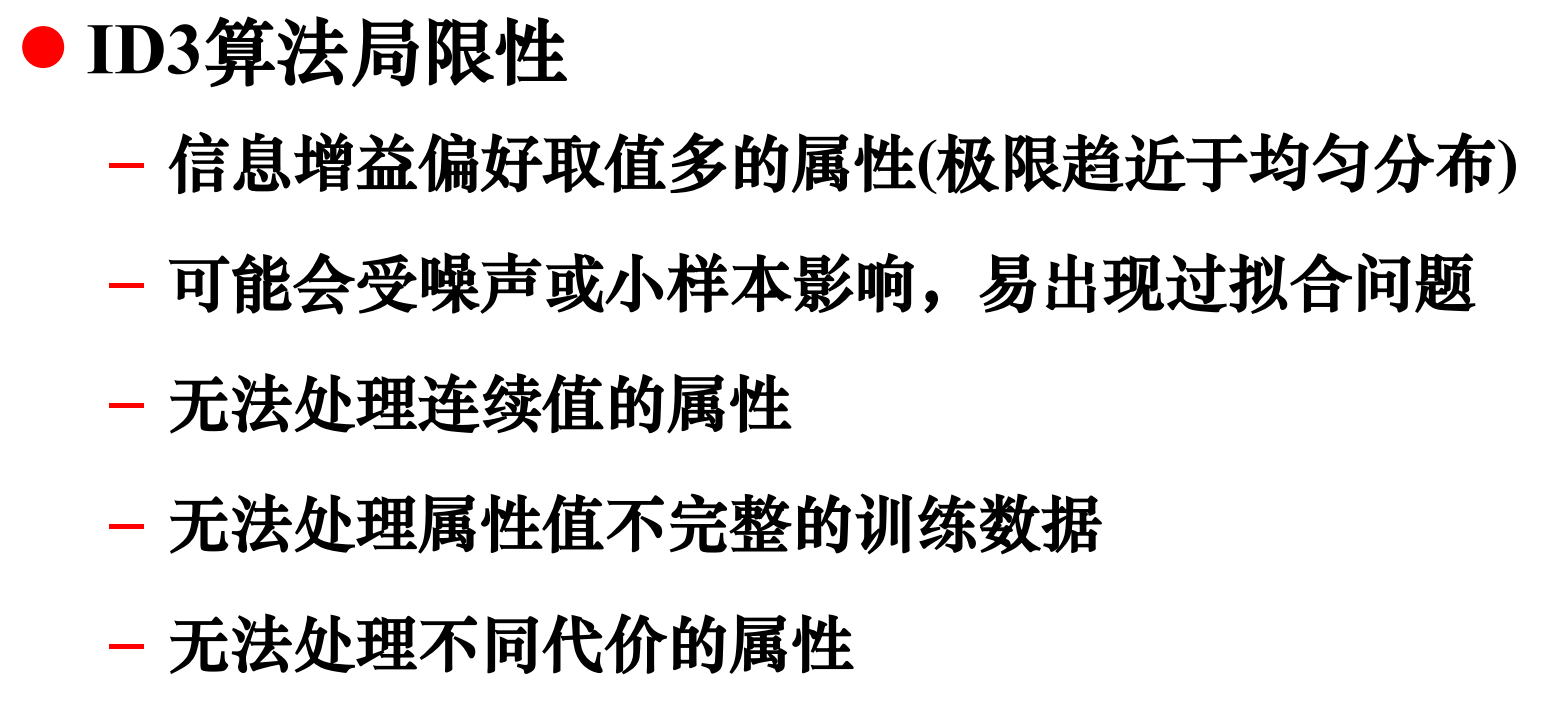 ● ID3算法局限性
– 信息增益偏好取值多的属性(极限趋近于均匀分布)
– 可能会受噪声或小样本影响，易出现过拟合问题
– 无法处理连续值的属性
– 无法处理属性值不完整的训练数据
– 无法处理不同代价的属性